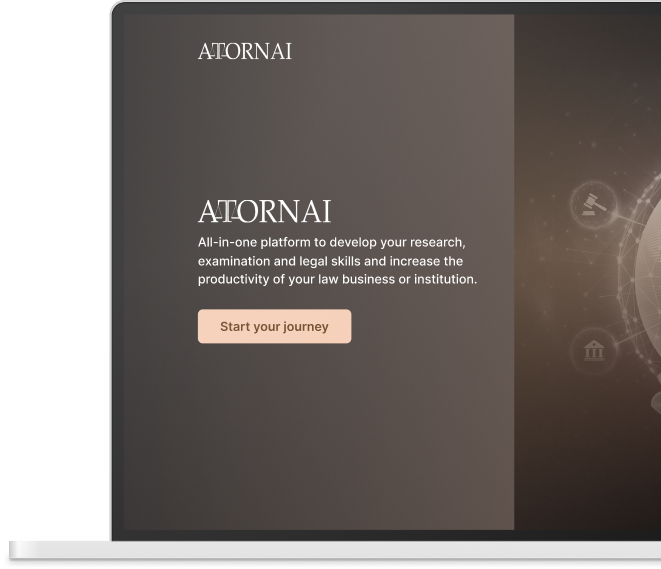 ATORNAI
ATORNAI
All-in-one platform to develop your research,
examination and legal skills and increase the
productivity of your law business or institution.
Start your journey